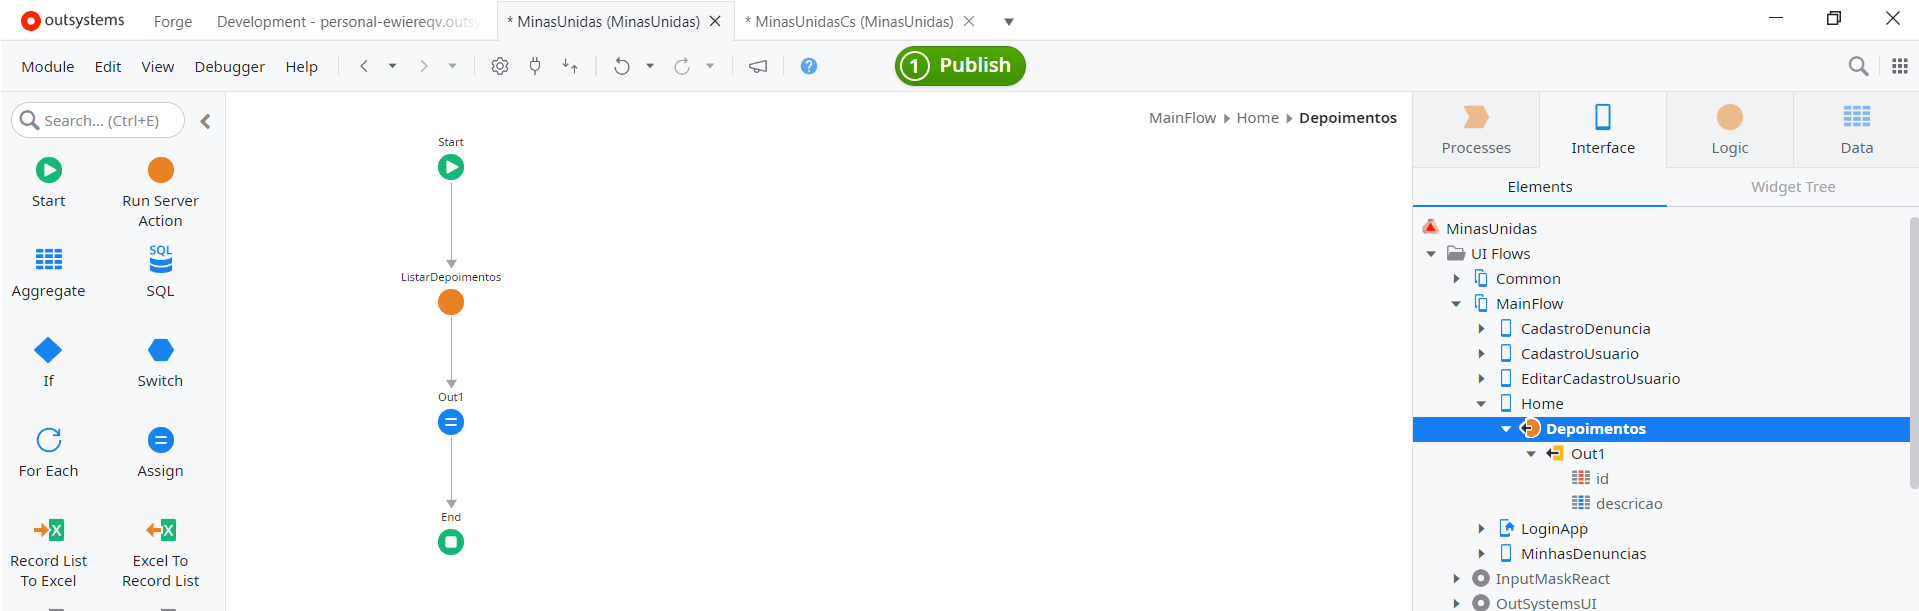 outsystems
Forge
Development - personal-ewiereqv.outsy
* MinasUnidas (MinasUnidas)
* MinasUnidasCs (MinasUnidas)
Module
Edit
View
Debugger
Help
?
1 Publish
Search... (Ctrl+E)
Start
Run Server
Action
Aggregate
SQL
SQL
If
Switch
For Each
Assign
Record List
To Excel
X
X
Excel To
Record List
MainFlow
Home
Depoimentos
Start
ListarDepoimentos
Out1
End
Processes
Interface
Logic
Data
Elements
Widget Tree
MinasUnidas
UI Flows
Common
MainFlow
CadastroDenuncia
CadastroUsuario
EditarCadastroUsuario
Home
Depoimentos
Out1
id
descricao
LoginApp
MinhasDenuncias
InputMaskReact
OutSystemsUI